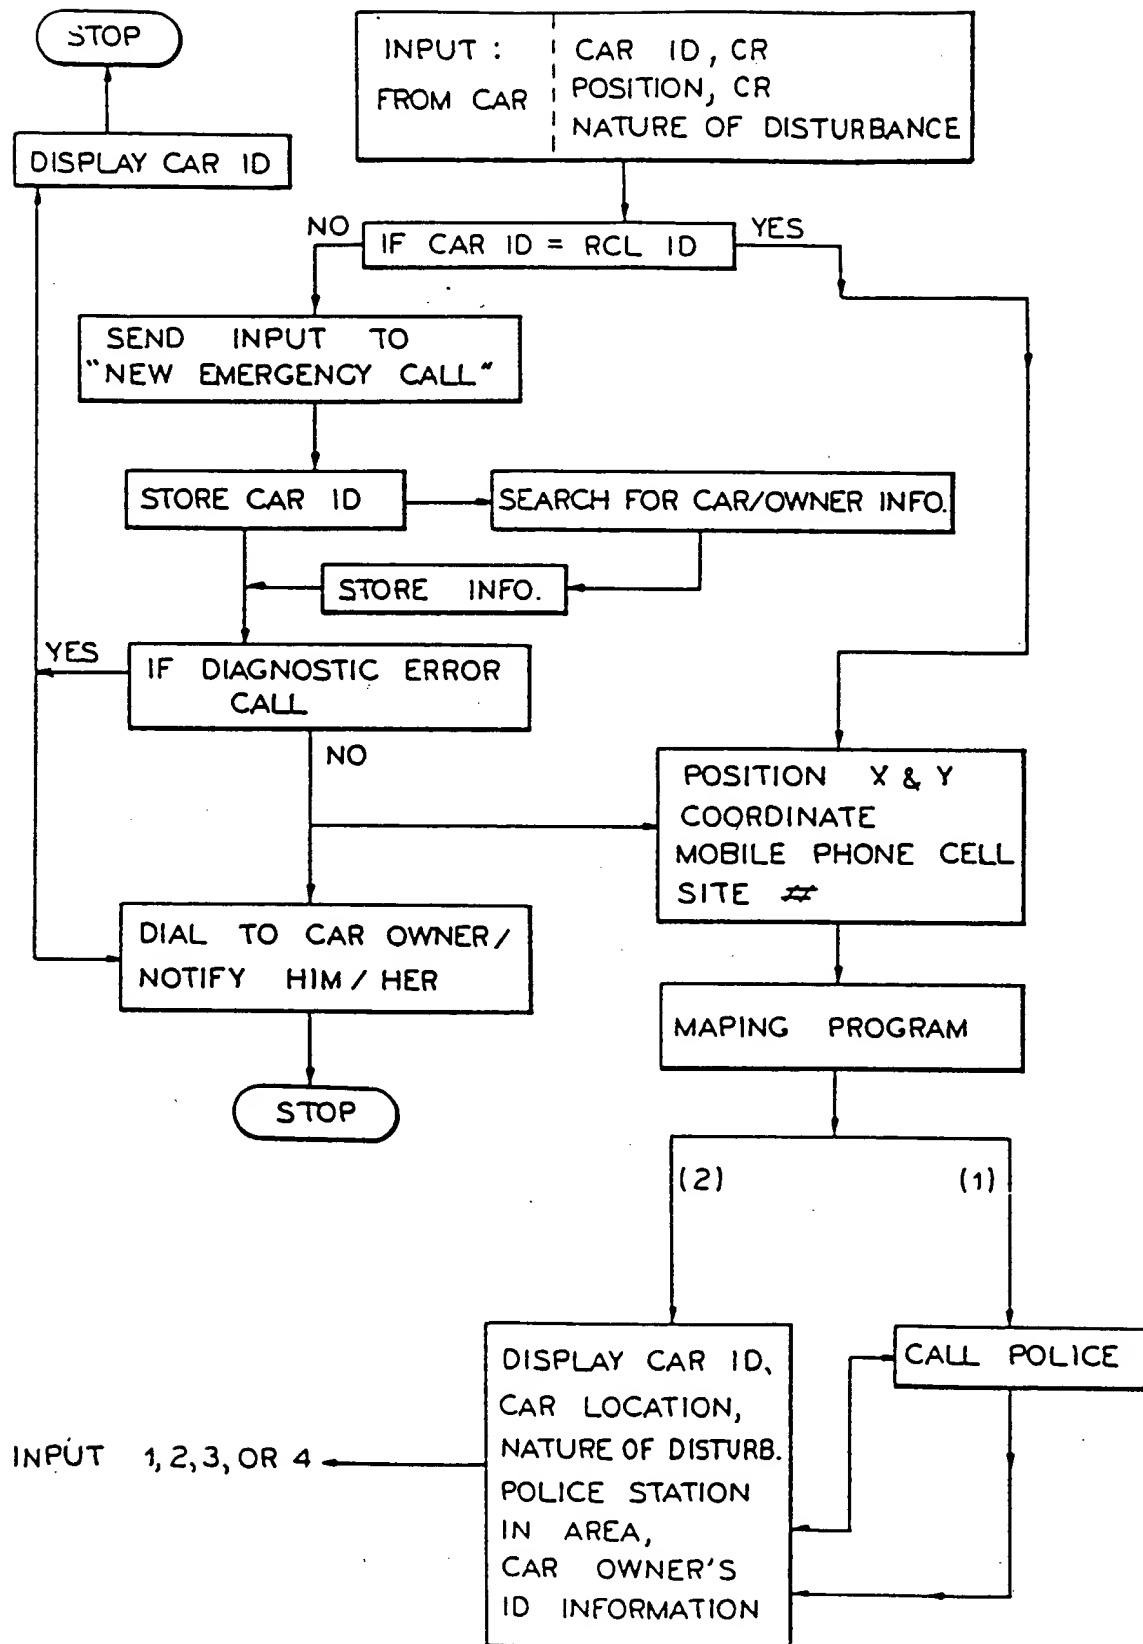 STOP
INPUT :
FROM CAR
CAR ID, CR
POSITION, CR
NATURE OF DISTURBANCE
DISPLAY CAR ID
NO
IF CAR ID = RCL ID
YES
SEND INPUT TO
"NEW EMERGENCY CALL"
STORE CAR ID
SEARCH FOR CAR/OWNER INFO.
STORE INFO.
YES
IF DIAGNOSTIC ERROR
CALL
NO
POSITION X & Y
COORDINATE
MOBILE PHONE CELL
SITE #
DIAL TO CAR OWNER/
NOTIFY HIM / HER
MAPING PROGRAM
STOP
(2)
(1)
DISPLAY CAR ID,
CAR LOCATION,
NATURE OF DISTURB.
POLICE STATION
IN AREA,
CAR OWNER'S
ID INFORMATION
CALL POLICE
INPUT 1,2,3, OR 4